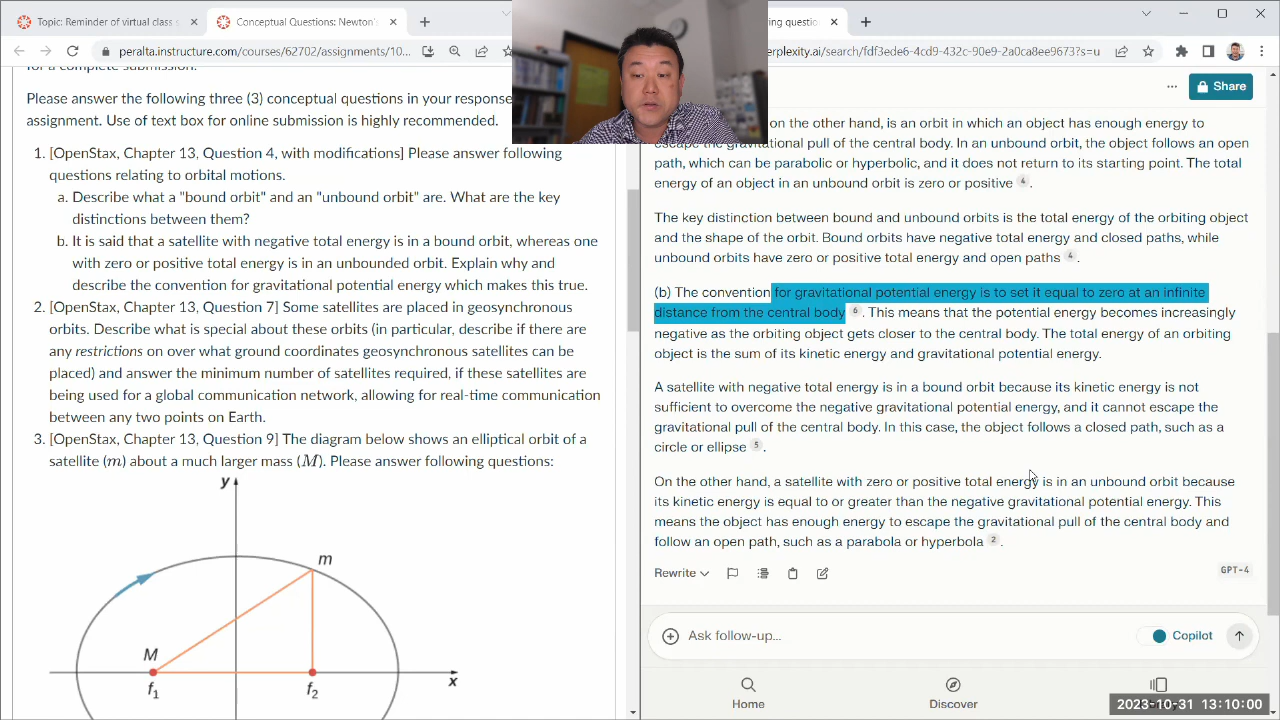 Topic: Reminder of virtual class s
Conceptual Questions: Newton's
ing questio
peralta.instructure.com/courses/62702/assignments/10...
erplexity.ai/search/fdf3ede6-4cd9-432c-90e9-2a0ca8ee9673?s=u
for a complete submission.
Please answer the following three (3) conceptual questions in your response
assignment. Use of text box for online submission is highly recommended.
1. [OpenStax, Chapter 13, Question 4, with modifications] Please answer following
questions relating to orbital motions.
a. Describe what a "bound orbit" and an "unbound orbit" are. What are the key
distinctions between them?
b. It is said that a satellite with negative total energy is in a bound orbit, whereas one
with zero or positive total energy is in an unbounded orbit. Explain why and
describe the convention for gravitational potential energy which makes this true.
2. [OpenStax, Chapter 13, Question 7] Some satellites are placed in geosynchronous
orbits. Describe what is special about these orbits (in particular, describe if there are
any restrictions on over what ground coordinates geosynchronous satellites can be
placed) and answer the minimum number of satellites required, if these satellites are
being used for a global communication network, allowing for real-time communication
between any two points on Earth.
3. [OpenStax, Chapter 13, Question 9] The diagram below shows an elliptical orbit of a
satellite (m) about a much larger mass (M). Please answer following questions:
y
m
M
f1
f2
x
Share
on the other hand, is an orbit in which an object has enough energy to
escape the gravitational pull of the central body. In an unbound orbit, the object follows an open
path, which can be parabolic or hyperbolic, and it does not return to its starting point. The total
energy of an object in an unbound orbit is zero or positive 4 .
The key distinction between bound and unbound orbits is the total energy of the orbiting object
and the shape of the orbit. Bound orbits have negative total energy and closed paths, while
unbound orbits have zero or positive total energy and open paths 4 .
(b) The convention for gravitational potential energy is to set it equal to zero at an infinite
distance from the central body 6 . This means that the potential energy becomes increasingly
negative as the orbiting object gets closer to the central body. The total energy of an orbiting
object is the sum of its kinetic energy and gravitational potential energy.
A satellite with negative total energy is in a bound orbit because its kinetic energy is not
sufficient to overcome the negative gravitational potential energy, and it cannot escape the
gravitational pull of the central body. In this case, the object follows a closed path, such as a
circle or ellipse 5 .
On the other hand, a satellite with zero or positive total energy is in an unbound orbit because
its kinetic energy is equal to or greater than the negative gravitational potential energy. This
means the object has enough energy to escape the gravitational pull of the central body and
follow an open path, such as a parabola or hyperbola 2 .
Rewrite
GPT-4
Ask follow-up...
Copilot
Home
Discover
2023-10-31 13:10:00